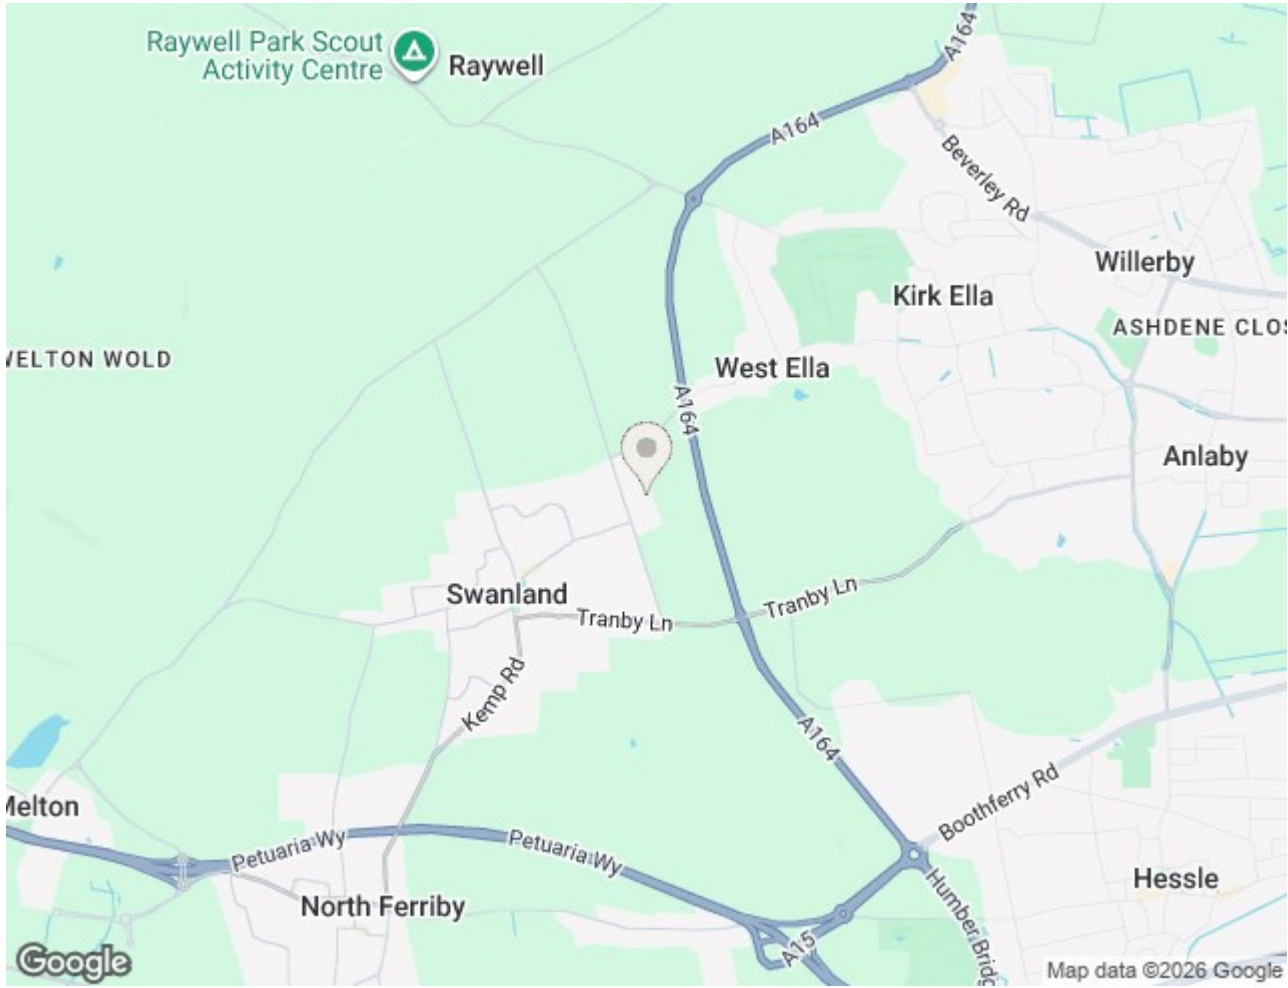 Raywell Park Scout
Activity Centre
Raywell
A164
A164
Beverley Rd
Willerby
Kirk Ella
ASHDENE CLOS
WELTON WOLD
West Ella
A164
Anlaby
Swanland
Tranby Ln
Tranby Ln
Kemp Rd
A164
Melton
Boothferry Rd
Petuaria Wy
Petuaria Wy
Hessle
North Ferriby
Humber Bridg
A15
Google
Map data ©2026 Google